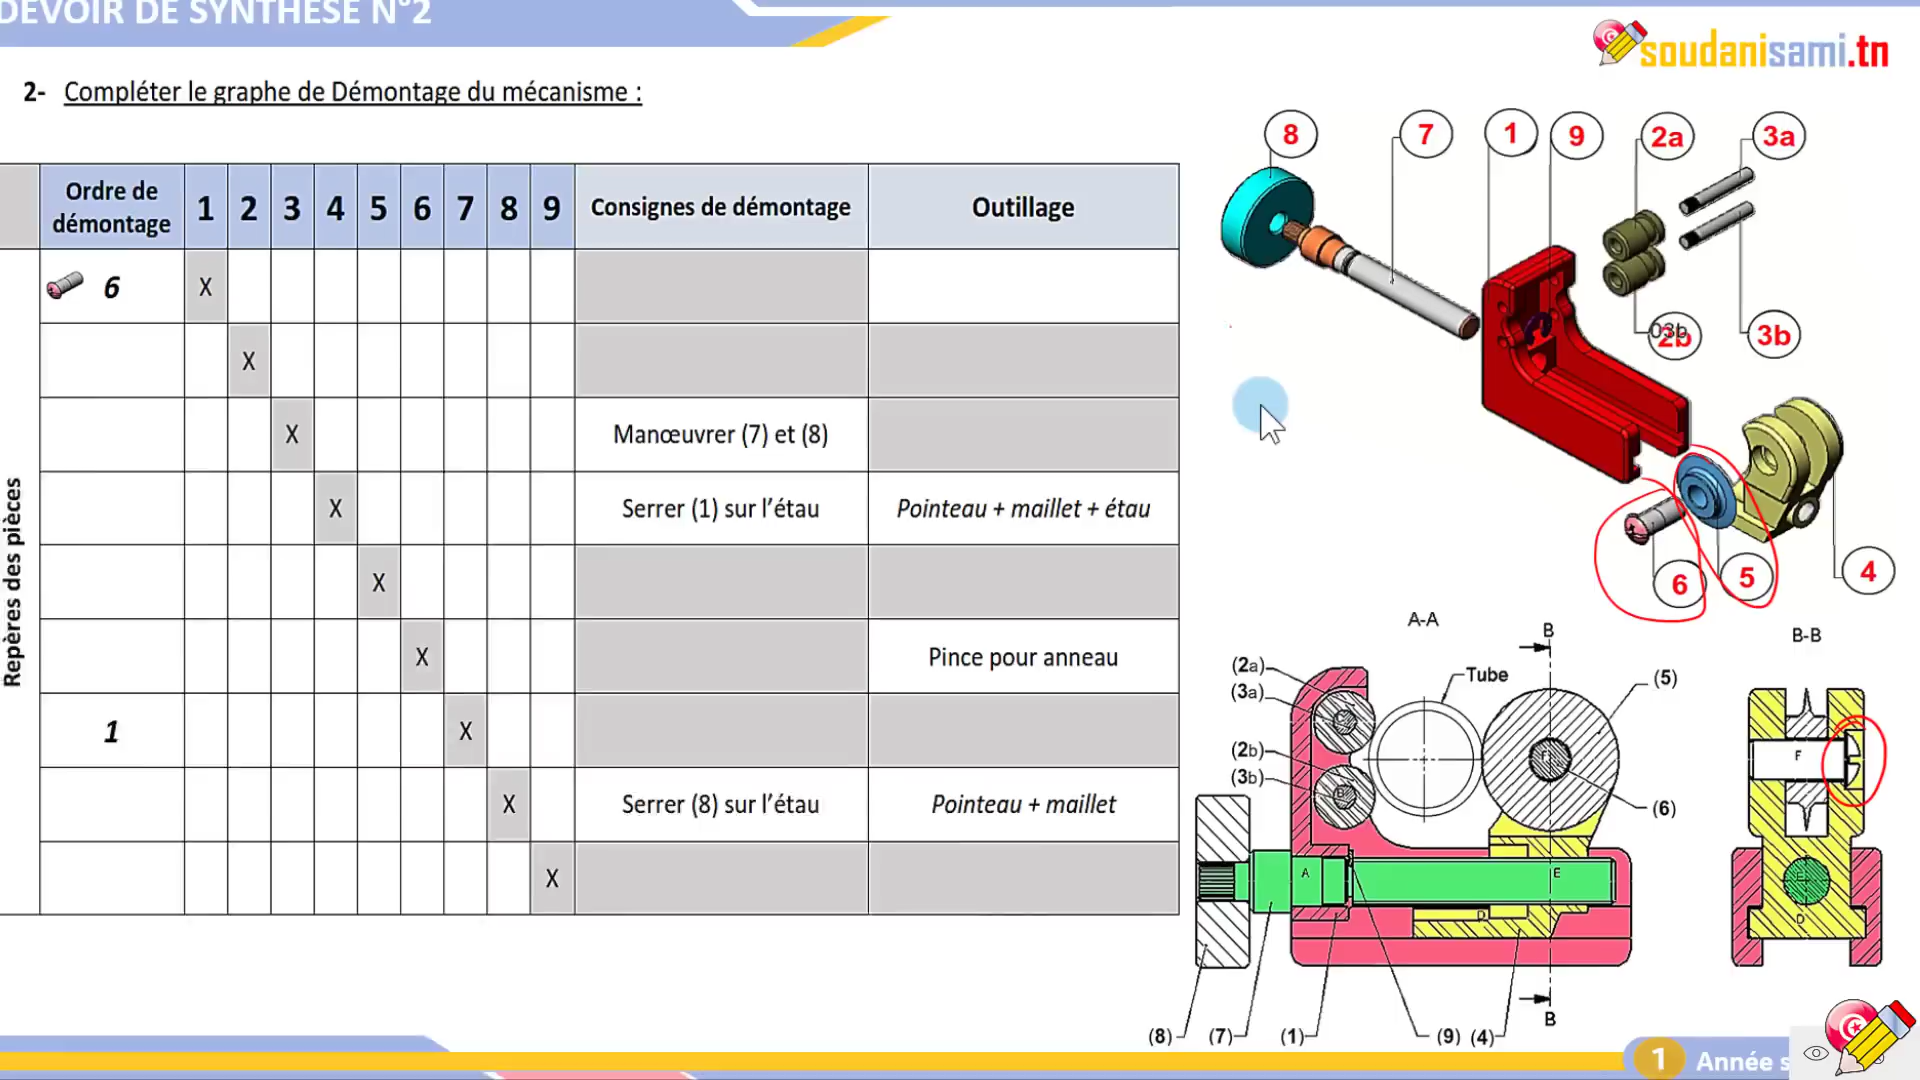 DEVOIR DE SYNTHÈSE N°2
soudanisami.tn
2- Compléter le graphe de Démontage du mécanisme :
Ordre de démontage 1 2 3 4 5 6 7 8 9 Consignes de démontage Outillage
Repères des pièces
6 X
X
X Manœuvrer (7) et (8)
X Serrer (1) sur l’étau Pointeau + maillet + étau
X
X Pince pour anneau
1 X
X Serrer (8) sur l’étau Pointeau + maillet
X
8 7 1 9 2a 3a
03b
2b 3b
6 5 4
A-A
B
B-B
(2a)
Tube
(5)
(3a)
(2b)
F
(3b)
B
(6)
A
E
D
E
D
B
(8) (7) (1) (9) (4)
1 Année s